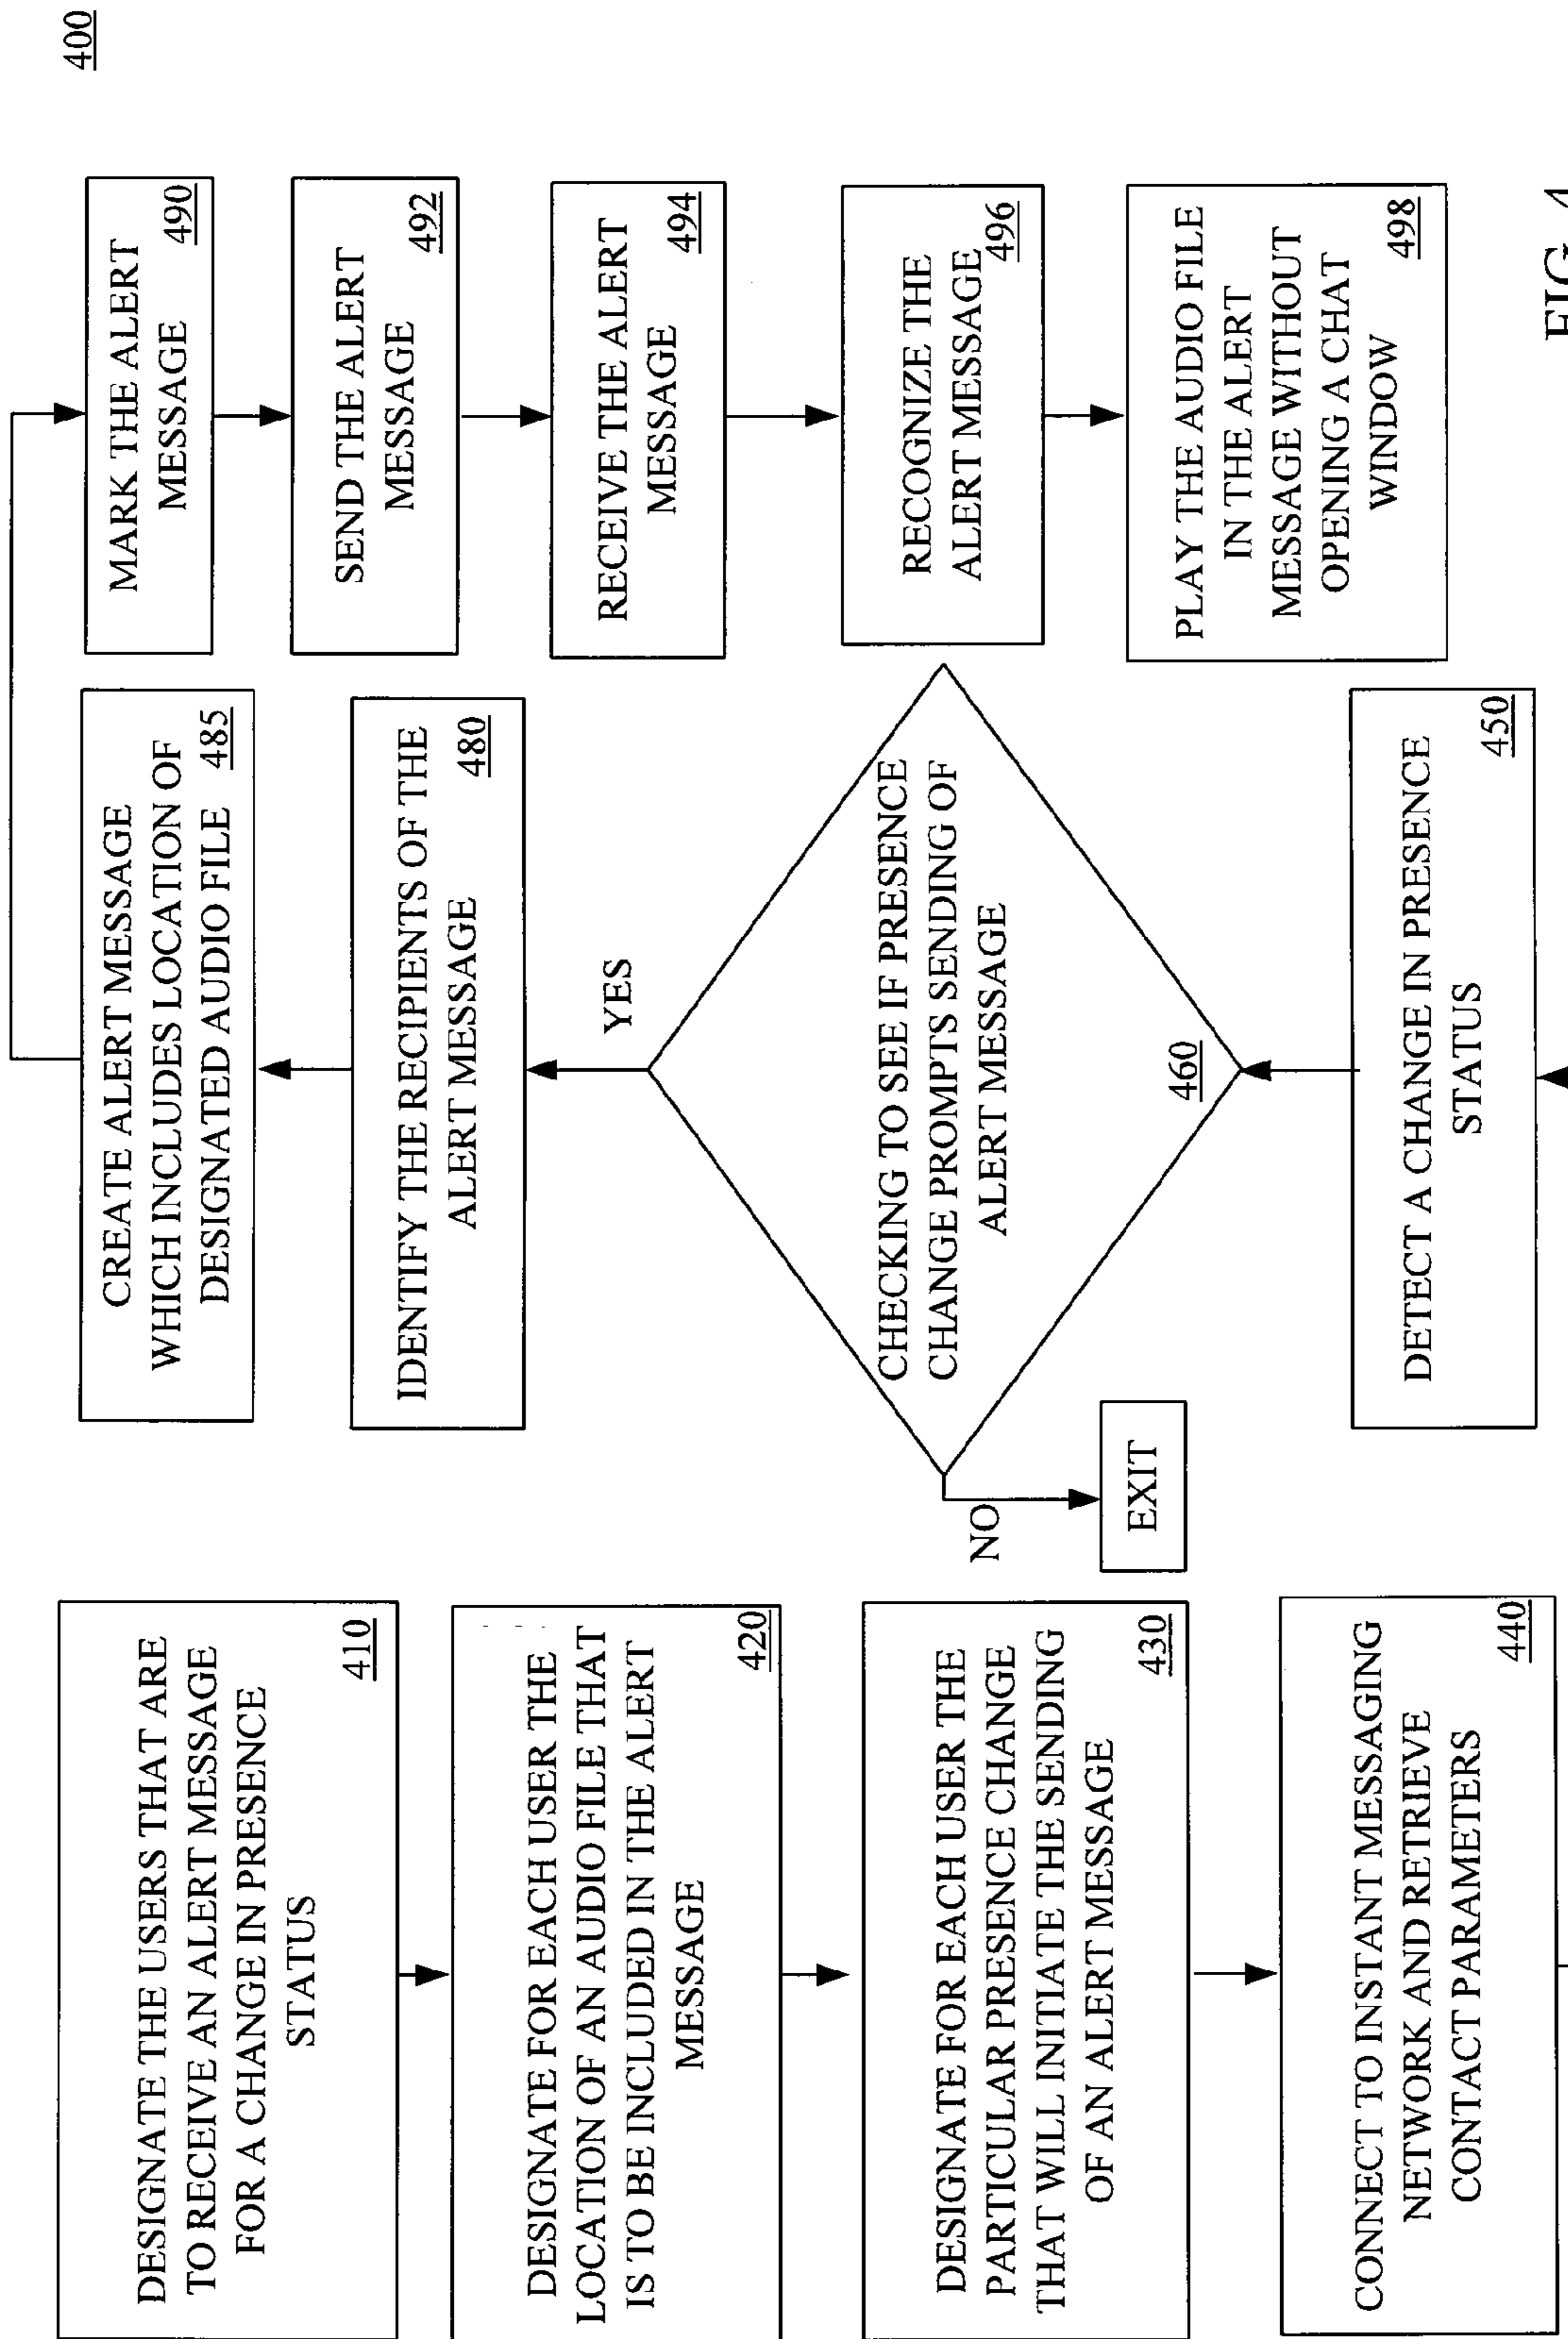 400
DESIGNATE THE USERS THAT ARE
TO RECEIVE AN ALERT MESSAGE
FOR A CHANGE IN PRESENCE
STATUS
410
DESIGNATE FOR EACH USER THE
LOCATION OF AN AUDIO FILE THAT
IS TO BE INCLUDED IN THE ALERT
MESSAGE
420
DESIGNATE FOR EACH USER THE
PARTICULAR PRESENCE CHANGE
THAT WILL INITIATE THE SENDING
OF AN ALERT MESSAGE
430
CONNECT TO INSTANT MESSAGING
NETWORK AND RETRIEVE
CONTACT PARAMETERS
440
DETECT A CHANGE IN PRESENCE
STATUS
450
CHECKING TO SEE IF PRESENCE
CHANGE PROMPTS SENDING OF
ALERT MESSAGE
460
NO
EXIT
YES
IDENTIFY THE RECIPIENTS OF THE
ALERT MESSAGE
480
CREATE ALERT MESSAGE
WHICH INCLUDES LOCATION OF
DESIGNATED AUDIO FILE 485
MARK THE ALERT
MESSAGE
490
SEND THE ALERT
MESSAGE
492
RECEIVE THE ALERT
MESSAGE
494
RECOGNIZE THE
ALERT MESSAGE
496
PLAY THE AUDIO FILE
IN THE ALERT
MESSAGE WITHOUT
OPENING A CHAT
WINDOW
498